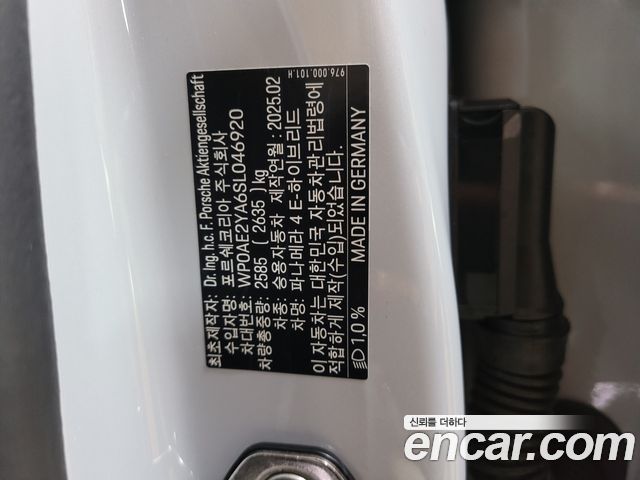 최초제작자: Dr. Ing. h.c. F. Porsche Aktiengesellschaft
수입자명: 포르쉐코리아 주식회사
차대번호: WP0AE2YA6SL046920
차량총중량: 2585 ( 2635 ) kg
차종: 승용자동차 제작연월 : 2025.02
차명: 파나메라 4 E-하이브리드
이 자동차는 대한민국 자동차관리법령에
적합하게 제작(수입)되었습니다.
1,0 % MADE IN GERMANY
976.000.101.H
신뢰를 더하다
encar.com